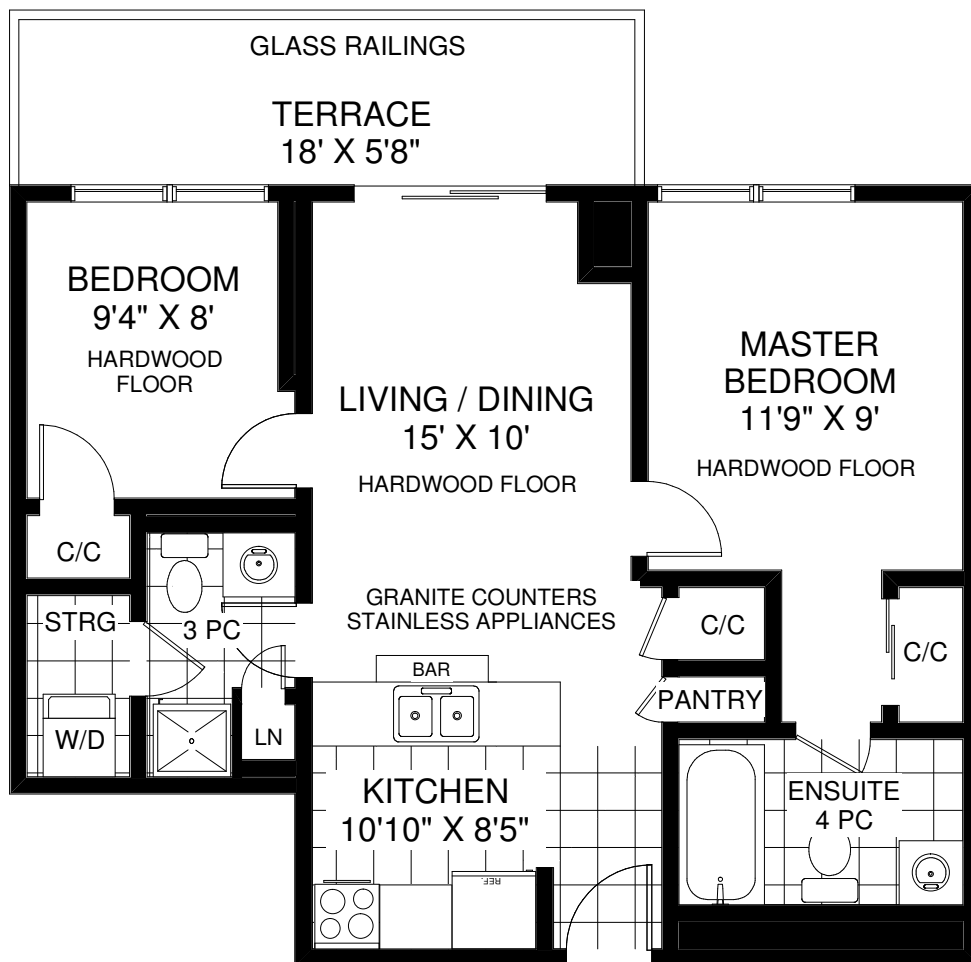 GLASS RAILINGS
TERRACE
18' X 5'8"
BEDROOM
9'4" X 8'
HARDWOOD
FLOOR
MASTER
BEDROOM
11'9" X 9'
HARDWOOD FLOOR
LIVING / DINING
15' X 10'
HARDWOOD FLOOR
C/C
GRANITE COUNTERS
STAINLESS APPLIANCES
STRG
3 PC
C/C
C/C
BAR
PANTRY
W/D
LN
KITCHEN
10'10" X 8'5"
ENSUITE
4 PC
REF.